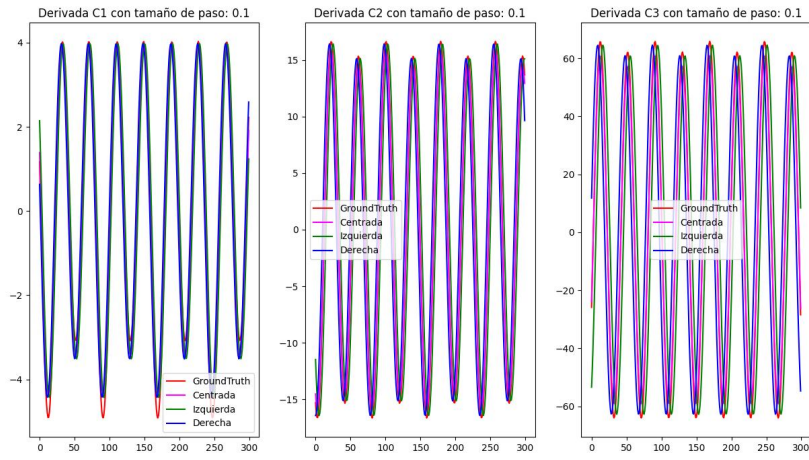 Derivada C1 con tamaño de paso: 0.1
4
2
0
−2
−4
0
50
100
150
200
250
300
GroundTruth
Centrada
Izquierda
Derecha
Derivada C2 con tamaño de paso: 0.1
15
10
5
0
−5
−10
−15
0
50
100
150
200
250
300
GroundTruth
Centrada
Izquierda
Derecha
Derivada C3 con tamaño de paso: 0.1
60
40
20
0
−20
−40
−60
0
50
100
150
200
250
300
GroundTruth
Centrada
Izquierda
Derecha